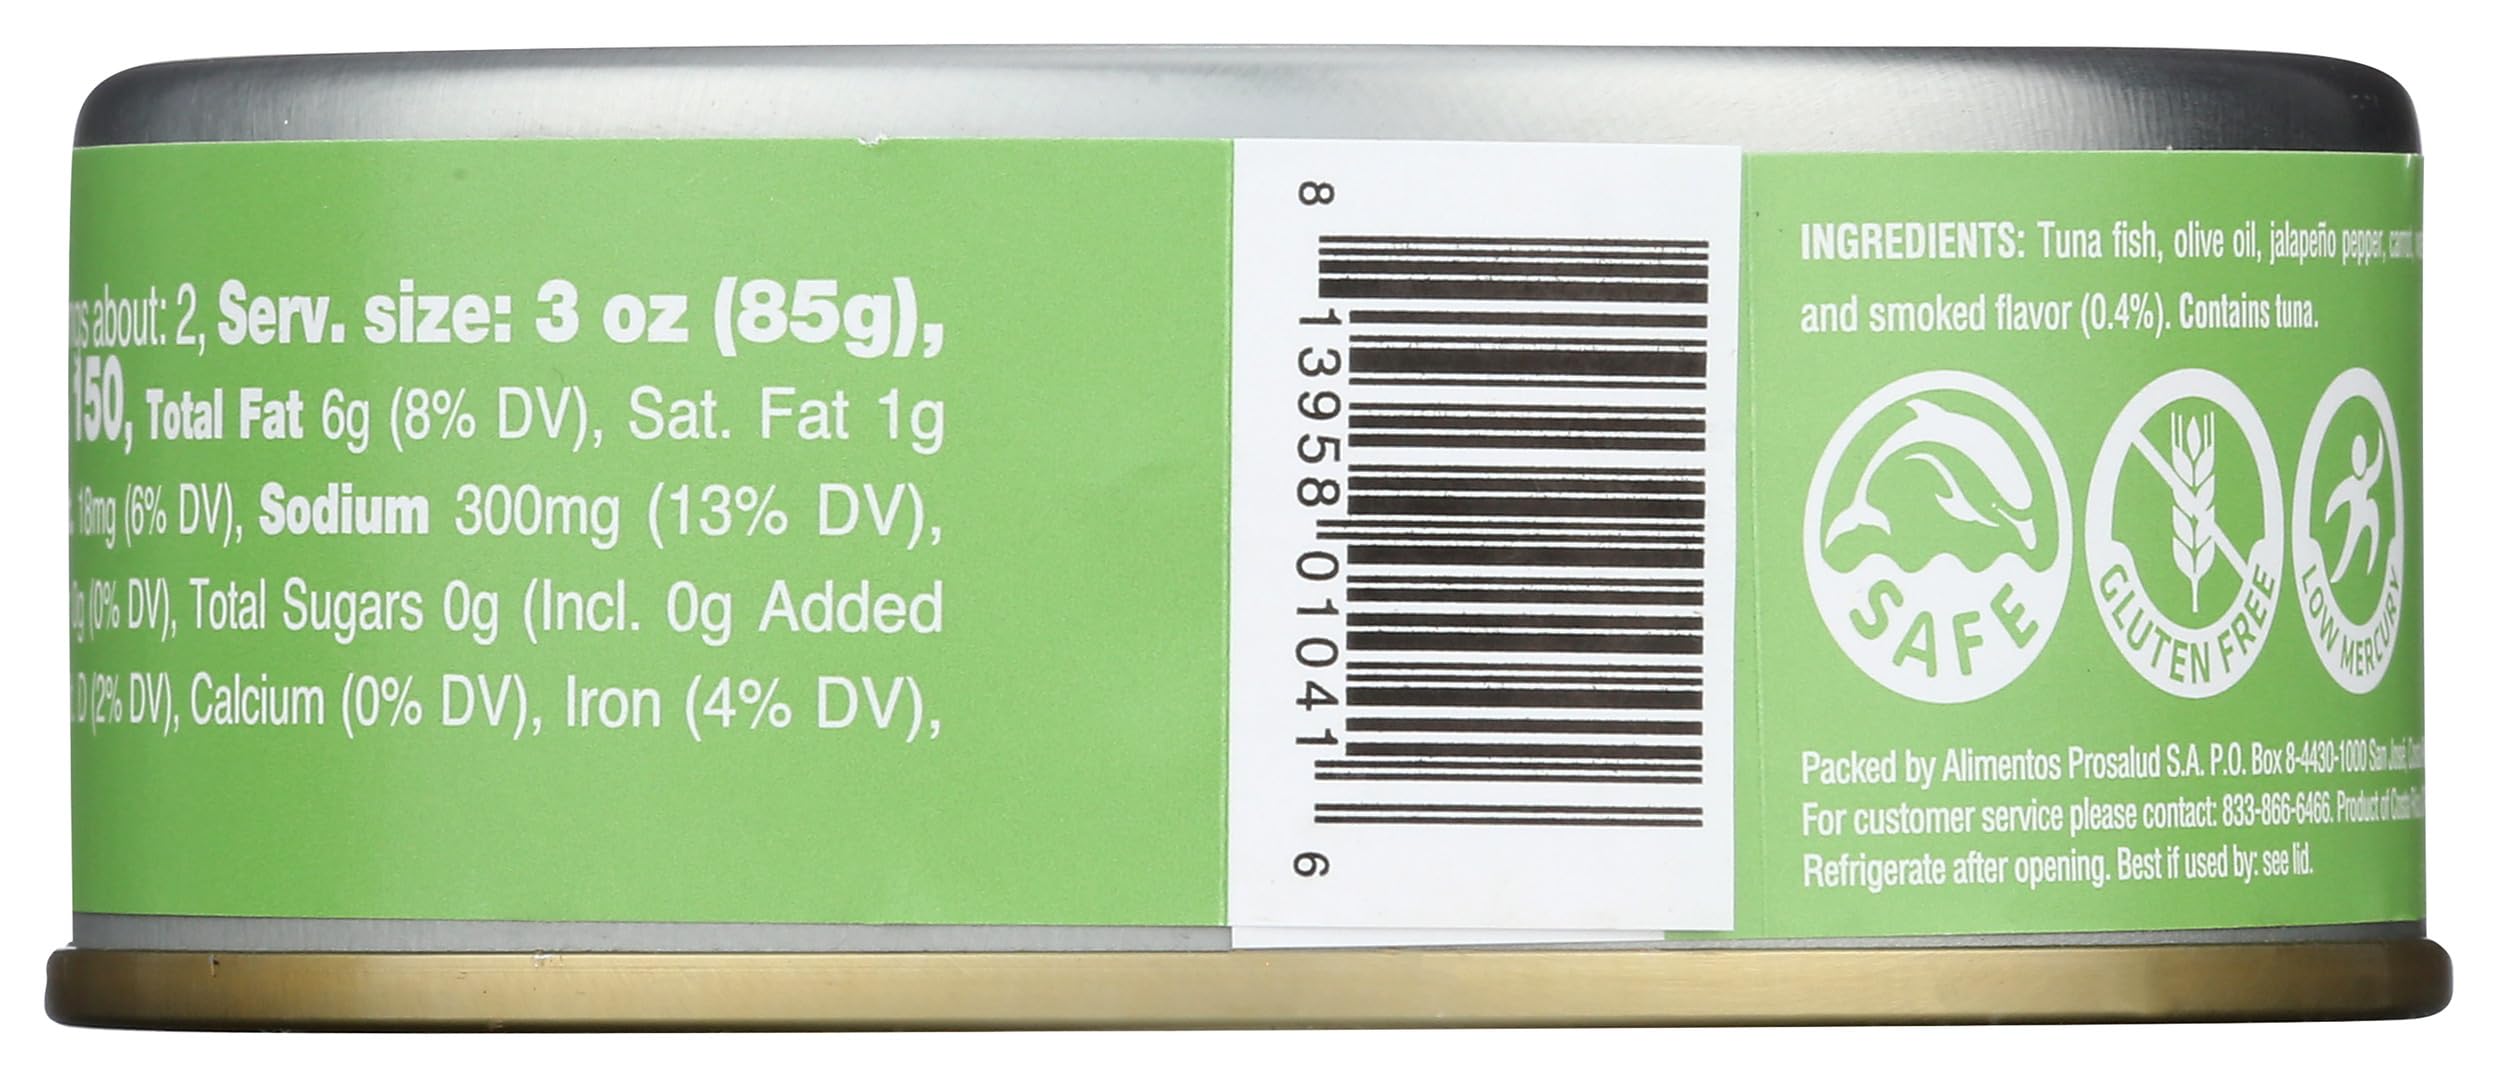 about: 2, Serv. size: 3 oz (85g),
150, Total Fat 6g (8% DV), Sat. Fat 1g
18mg (6% DV), Sodium 300mg (13% DV),
0g (0% DV), Total Sugars 0g (Incl. 0g Added
D (2% DV), Calcium (0% DV), Iron (4% DV),
8 13958 01041 6
INGREDIENTS: Tuna fish, olive oil, jalapeño pepper,
and smoked flavor (0.4%). Contains tuna.
SAFE
GLUTEN FREE
LOW MERCURY
Packed by Alimentos Prosalud S.A. P.O. Box 8-4430-1000 San José,
For customer service please contact: 833-866-6466. Product of Costa
Refrigerate after opening. Best if used by: see lid.